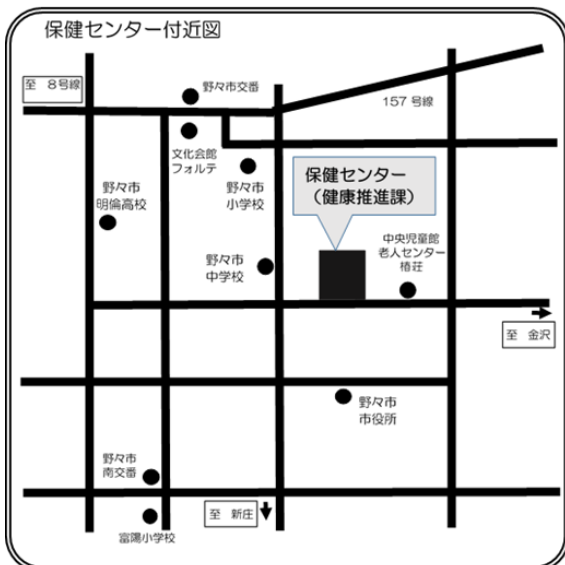 保健センター付近図
至 8号線
野々市交番
157 号線
文化会館
フォルテ
野々市
小学校
保健センター
（健康推進課）
野々市
明倫高校
中央児童館
老人センター
椿荘
野々市
中学校
至 金沢
野々市
市役所
野々市
南交番
至 新庄
富陽小学校